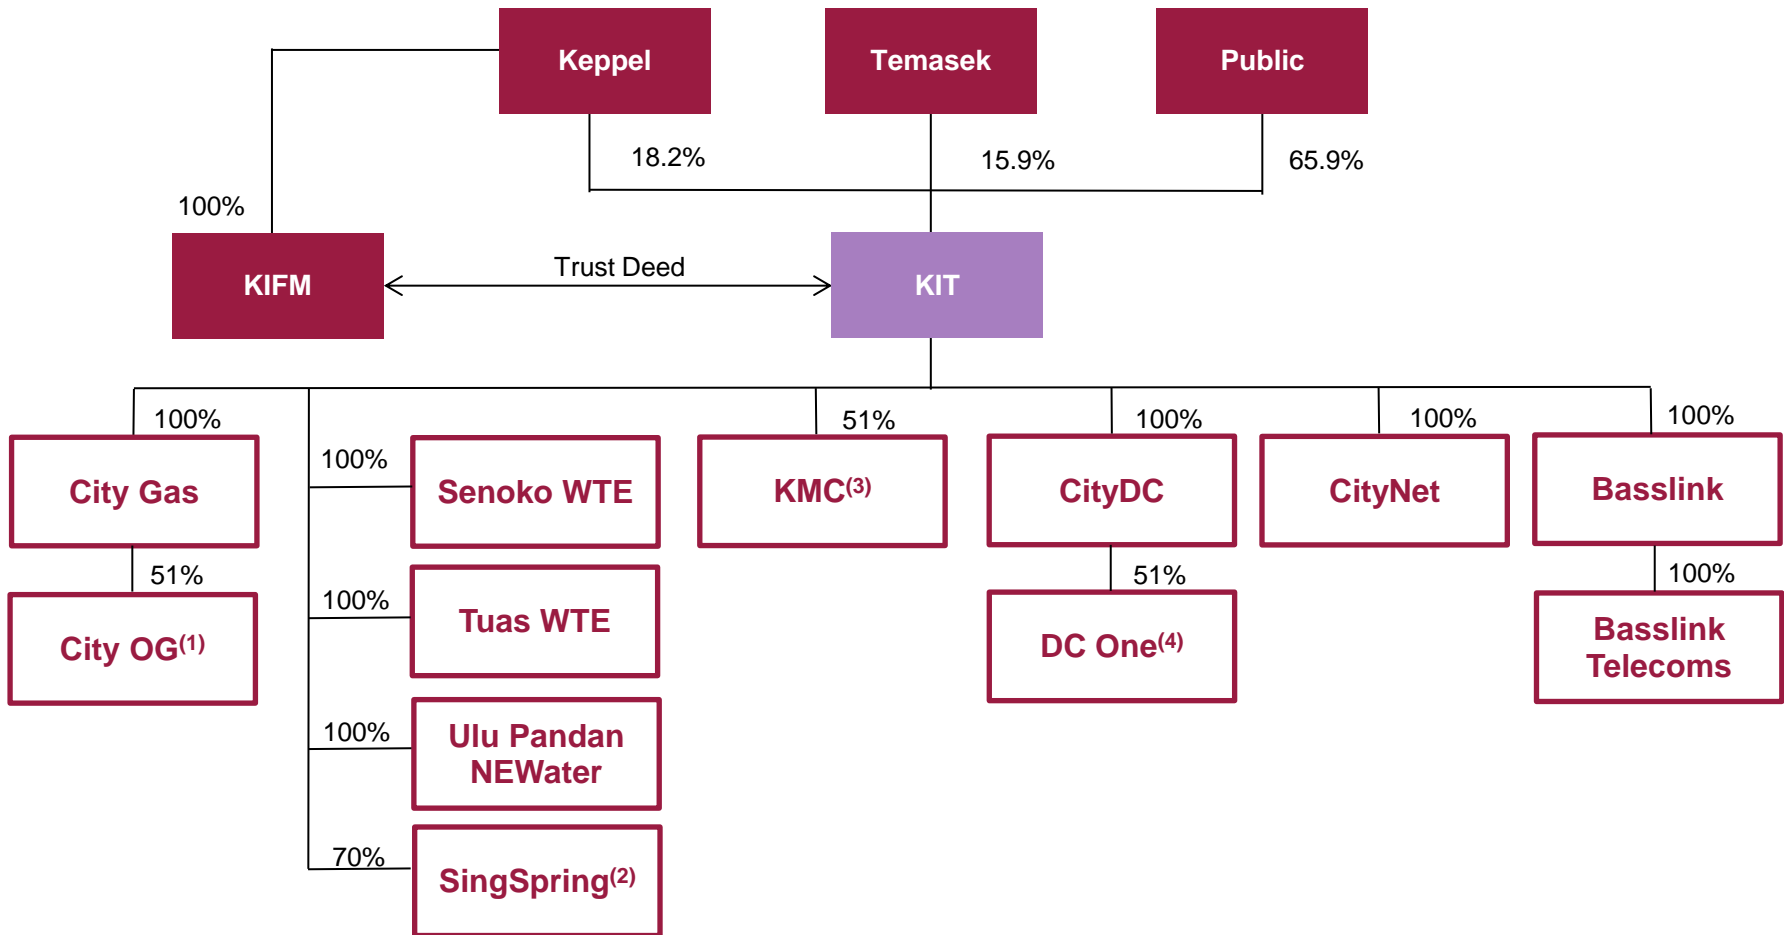 Keppel
Temasek
Public
18.2%
15.9%
65.9%
100%
KIFM
Trust Deed
KIT
100%
51%
100%
100%
100%
City Gas
100%
Senoko WTE
KMC(3)
CityDC
CityNet
Basslink
51%
51%
100%
City OG(1)
100%
Tuas WTE
DC One(4)
Basslink
Telecoms
100%
Ulu Pandan
NEWater
70%
SingSpring(2)